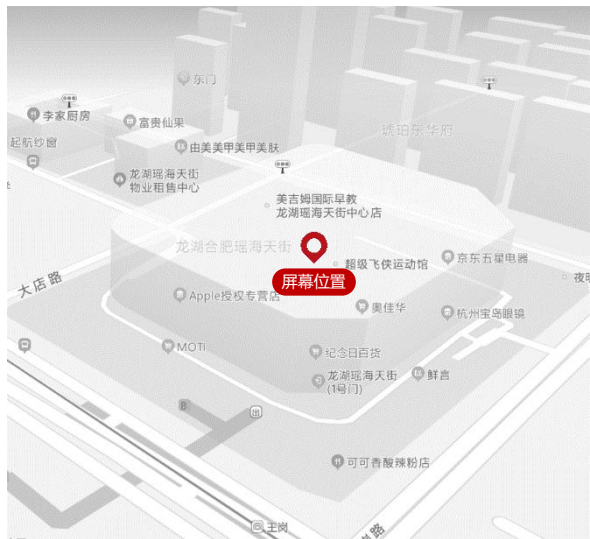 东门
李家厨房
富贵仙果
起航纱窗
由美美甲美肤
琥珀东华府
龙湖瑶海天街
物业租售中心
美吉姆国际早教
龙湖瑶海天街中心店
龙湖合肥瑶海天街
超级飞侠运动馆
京东五星电器
屏幕位置
大店路
Apple授权专营店
奥佳华
杭州宝岛眼镜
MOTi
纪念日百货
龙湖瑶海天街
(1号门)
鲜言
B
出
可可香酸辣粉店
王岗
路